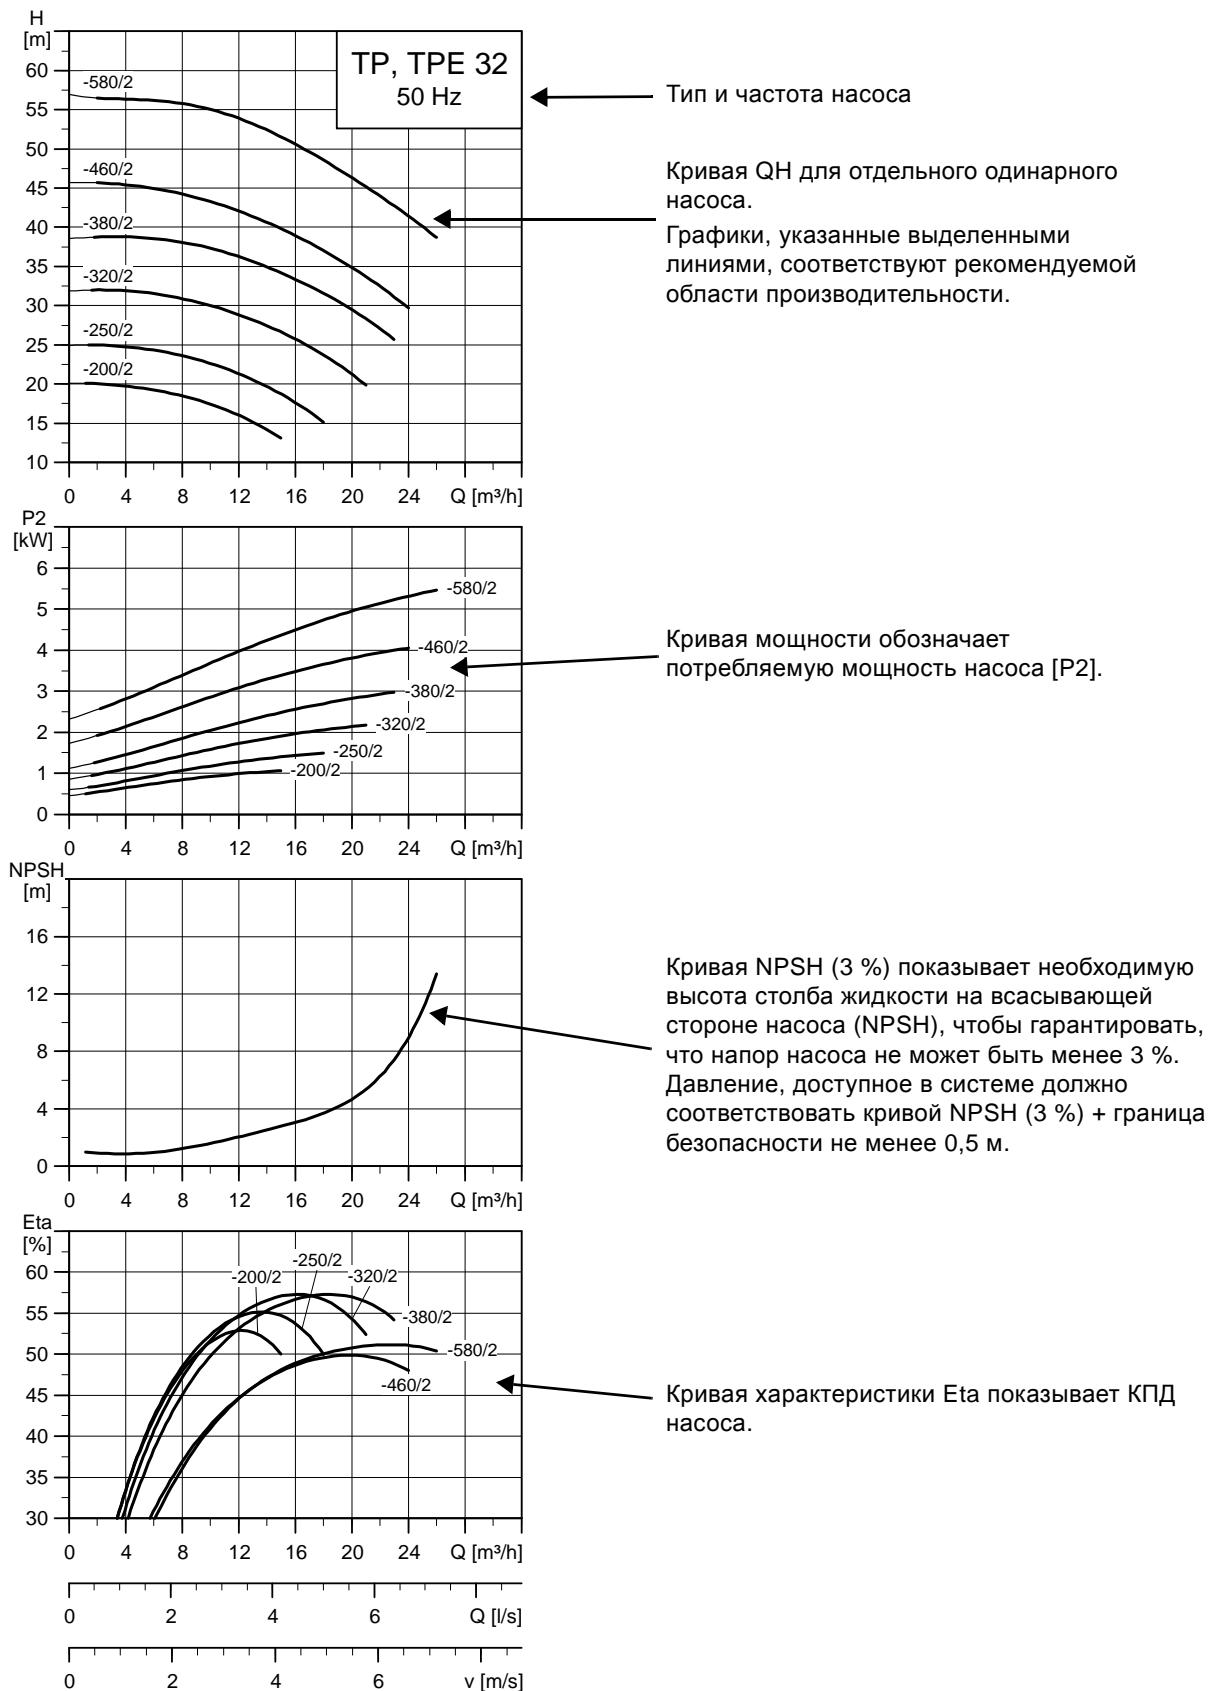 H
[m]
TP, TPE 32
50 Hz
60
55
50
45
40
35
30
25
20
15
10
-580/2
-460/2
-380/2
-320/2
-250/2
-200/2
0 4 8 12 16 20 24 Q [m³/h]
Тип и частота насоса
Кривая QH для отдельного одинарного
насоса.
Графики, указанные выделенными
линиями, соответствуют рекомендуемой
области производительности.
P2
[kW]
6
5
4
3
2
1
0
-580/2
-460/2
-380/2
-320/2
-250/2
-200/2
0 4 8 12 16 20 24 Q [m³/h]
Кривая мощности обозначает
потребляемую мощность насоса [P2].
NPSH
[m]
16
12
8
4
0
0 4 8 12 16 20 24 Q [m³/h]
Кривая NPSH (3 %) показывает необходимую
высота столба жидкости на всасывающей
стороне насоса (NPSH), чтобы гарантировать,
что напор насоса не может быть менее 3 %.
Давление, доступное в системе должно
соответствовать кривой NPSH (3 %) + граница
безопасности не менее 0,5 м.
Eta
[%]
60
55
50
45
40
35
30
-250/2
-200/2
-320/2
-380/2
-580/2
-460/2
0 4 8 12 16 20 24 Q [m³/h]
Кривая характеристики Eta показывает КПД
насоса.
0 2 4 6 Q [l/s]
0 2 4 6 v [m/s]